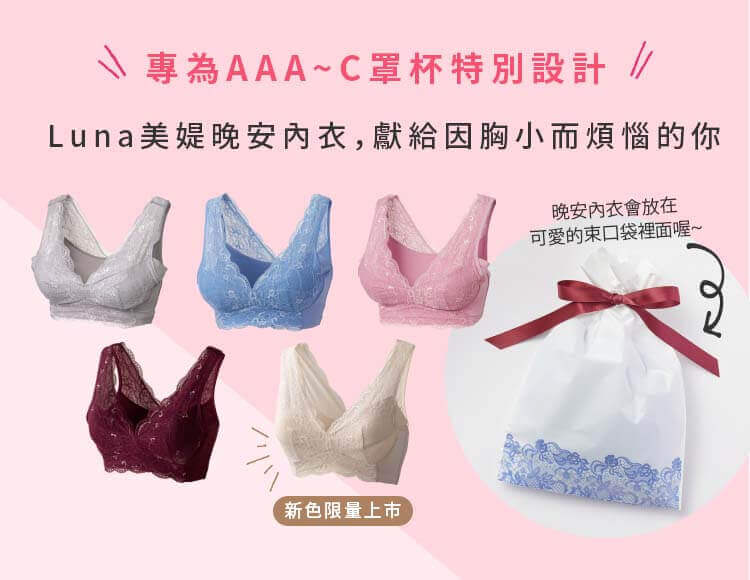 專為AAA~C罩杯特別設計
Luna美媞晚安內衣,獻給因胸小而煩惱的你
晚安內衣會放在
可愛的束口袋裡面喔~
新色限量上市